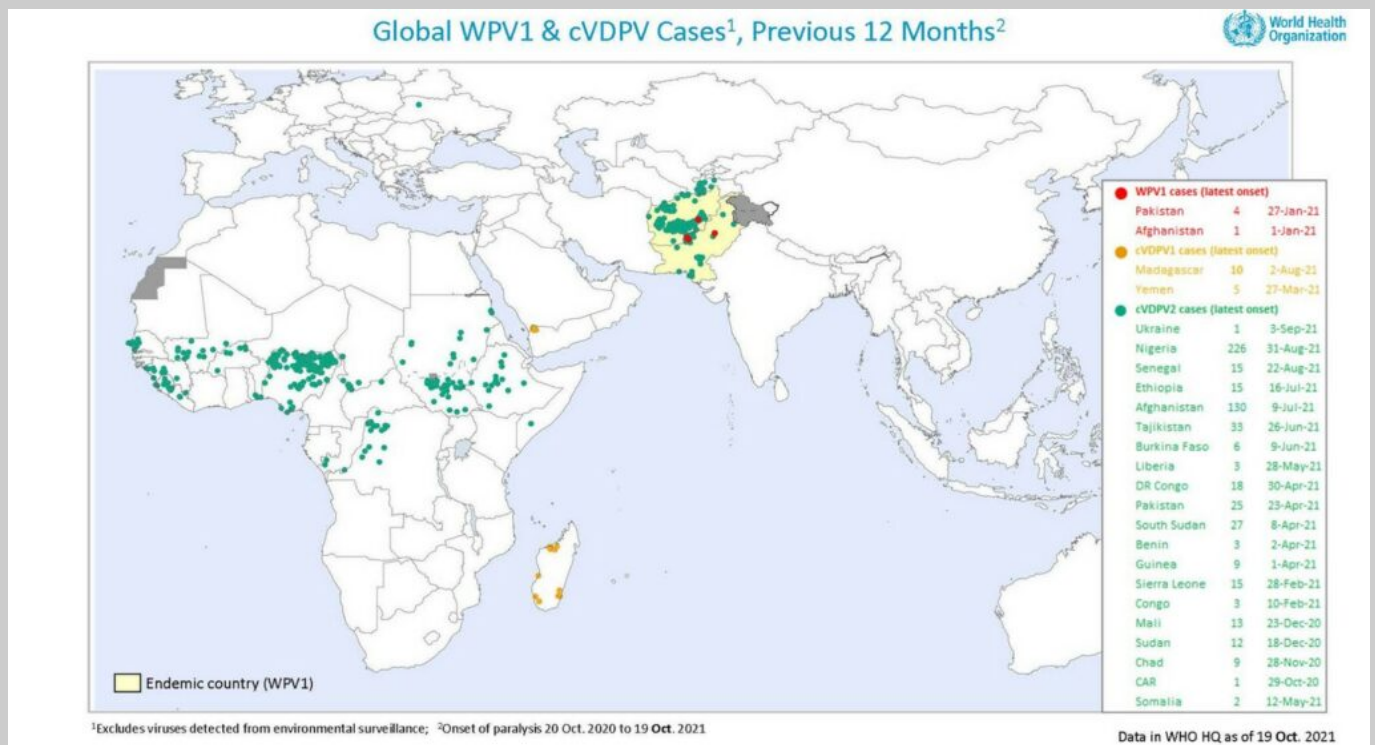 Global WPV1 & cVDPV Cases¹, Previous 12 Months²
World Health
Organization
WPV1 cases (latest onset)
Pakistan 4 27-Jan-21
Afghanistan 1 1-Jan-21
cVDPV1 cases (latest onset)
Madagascar 10 2-Aug-21
Yemen 5 27-Mar-21
cVDPV2 cases (latest onset)
Ukraine 1 3-Sep-21
Nigeria 226 31-Aug-21
Senegal 15 22-Aug-21
Ethiopia 15 16-Jul-21
Afghanistan 130 9-Jul-21
Tajikistan 33 26-Jun-21
Burkina Faso 6 9-Jun-21
Liberia 3 28-May-21
DR Congo 18 30-Apr-21
Pakistan 25 23-Apr-21
South Sudan 27 8-Apr-21
Benin 3 2-Apr-21
Guinea 9 1-Apr-21
Sierra Leone 15 28-Feb-21
Congo 3 10-Feb-21
Mali 13 23-Dec-20
Sudan 12 18-Dec-20
Chad 9 28-Nov-20
CAR 1 29-Oct-20
Somalia 2 12-May-21
Endemic country (WPV1)
¹Excludes viruses detected from environmental surveillance; ²Onset of paralysis 20 Oct. 2020 to 19 Oct. 2021
Data in WHO HQ as of 19 Oct. 2021